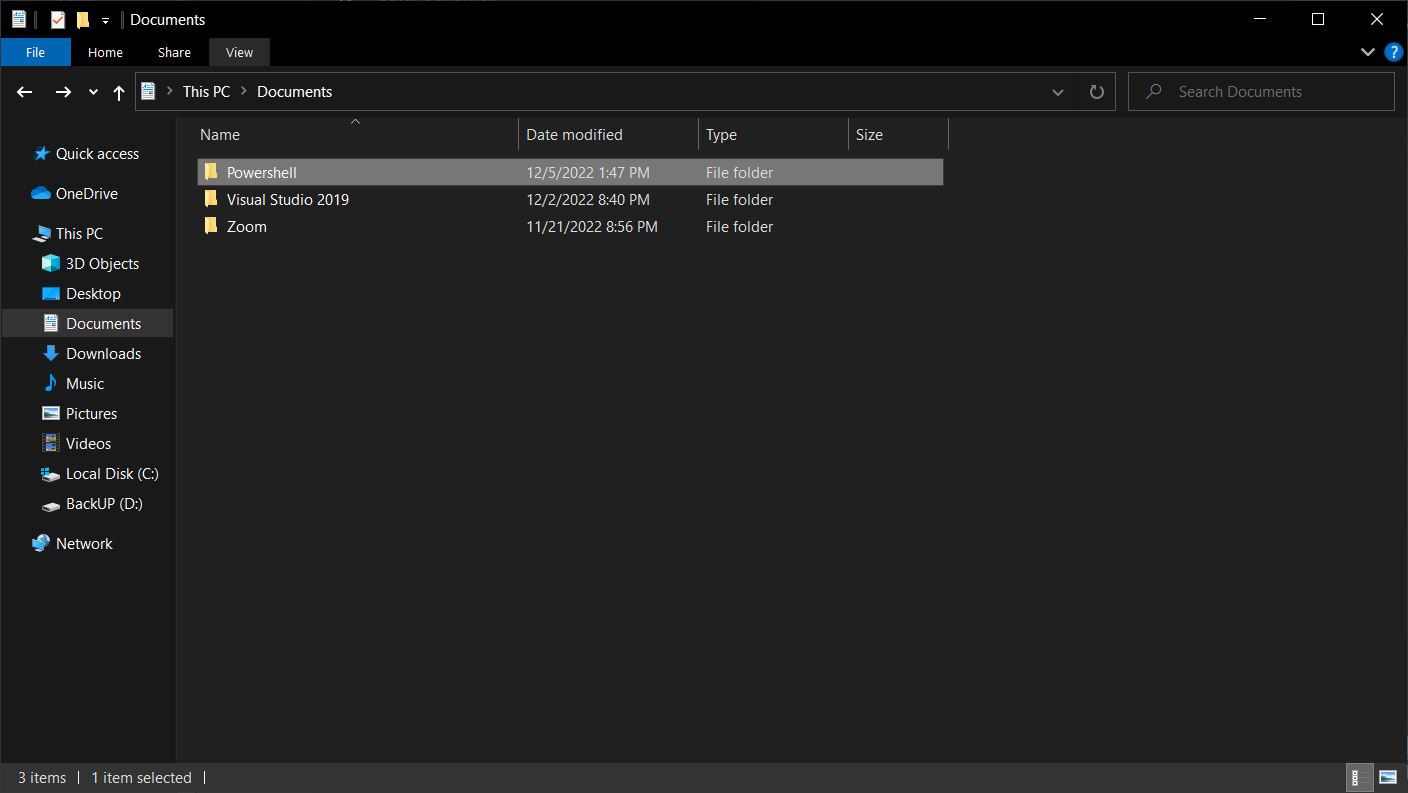 Documents
File Home Share View
?
This PC Documents
Search Documents
Name Date modified Type Size
Powershell 12/5/2022 1:47 PM File folder
Visual Studio 2019 12/2/2022 8:40 PM File folder
Zoom 11/21/2022 8:56 PM File folder
Quick access
OneDrive
This PC
3D Objects
Desktop
Documents
Downloads
Music
Pictures
Videos
Local Disk (C:)
BackUP (D:)
Network
3 items 1 item selected